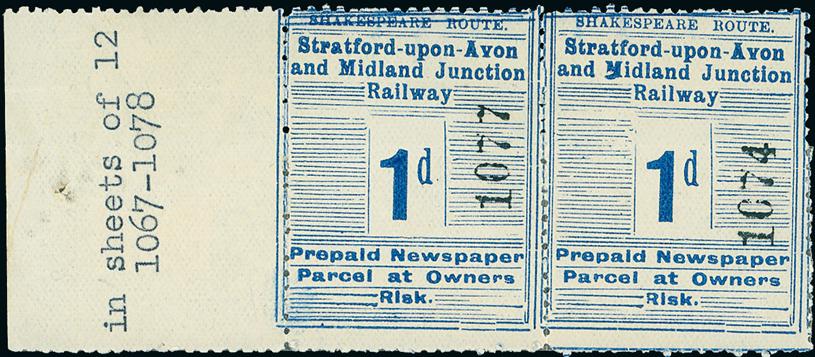 in sheets of 12
1067-1078
SHAKESPEARE ROUTE.
Stratford-upon-Avon
and Midland Junction
Railway
1d
1077
Prepaid Newspaper
Parcel at Owners
Risk.
SHAKESPEARE ROUTE.
Stratford-upon-Avon
and Midland Junction
Railway
1d
1074
Prepaid Newspaper
Parcel at Owners
Risk.